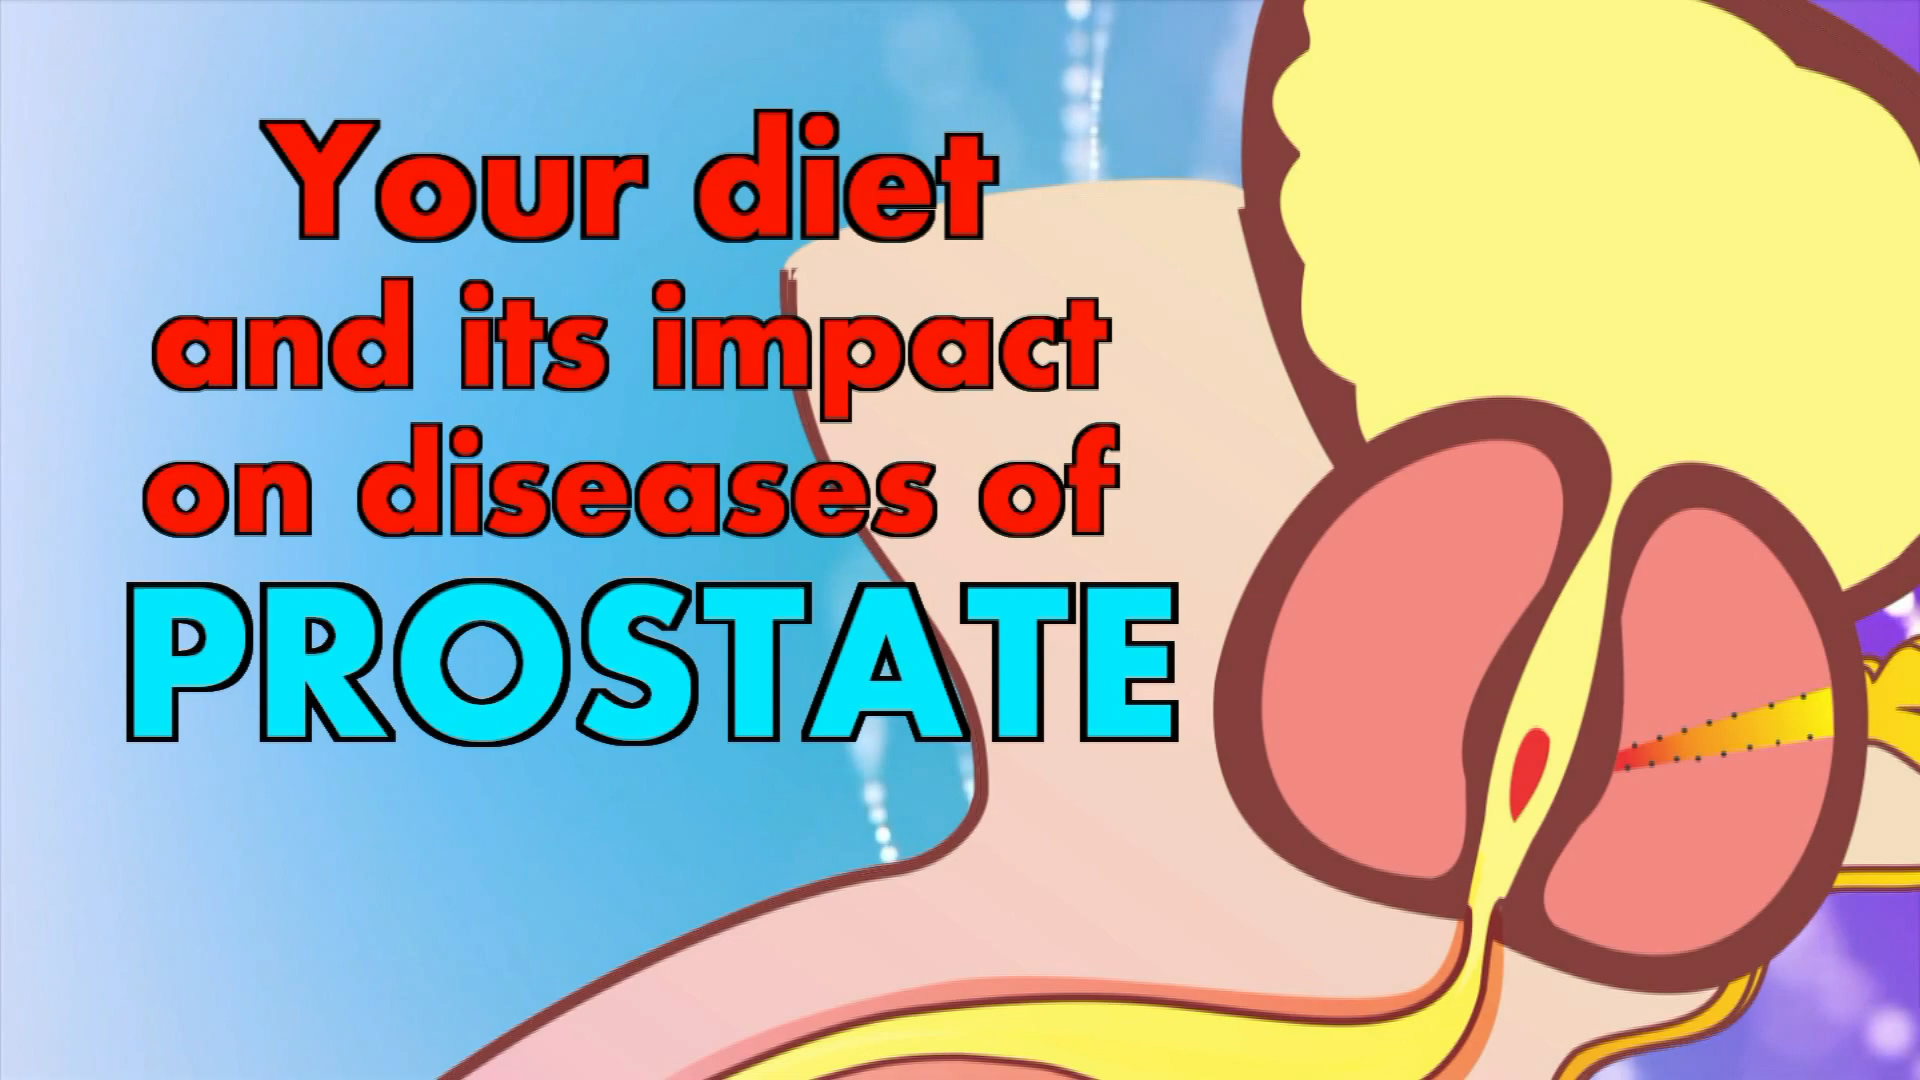 Your diet
and its impact
on diseases of
PROSTATE